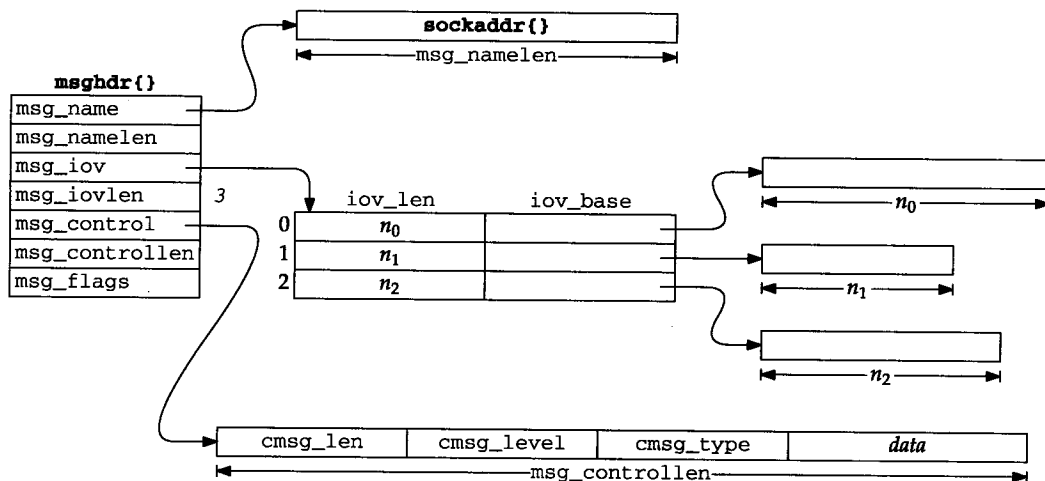 sockaddr{}
msg_namelen
msghdr{}
msg_name
msg_namelen
msg_iov
msg_iovlen 3
msg_control
msg_controllen
msg_flags
iov_len iov_base
0 n0
1 n1
2 n2
n0
n1
n2
cmsg_len cmsg_level cmsg_type data
msg_controllen